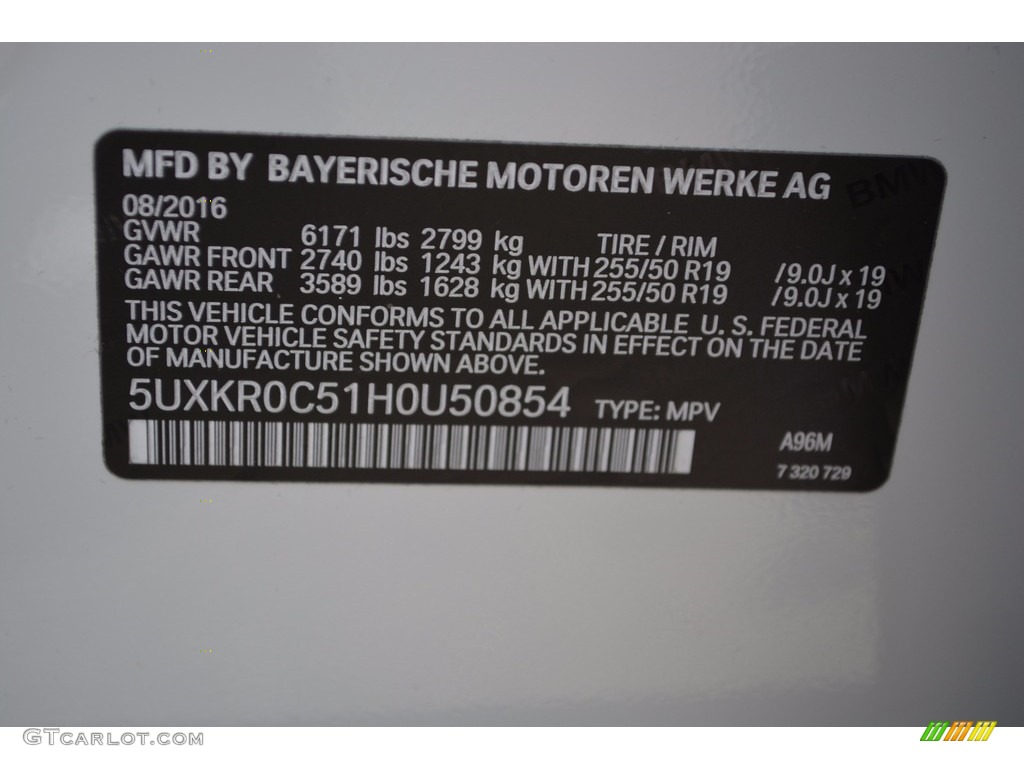 MFD BY BAYERISCHE MOTOREN WERKE AG
08/2016
GVWR 6171 lbs 2799 kg TIRE / RIM
GAWR FRONT 2740 lbs 1243 kg WITH 255/50 R19 /9.0J x 19
GAWR REAR 3589 lbs 1628 kg WITH 255/50 R19 /9.0J x 19
THIS VEHICLE CONFORMS TO ALL APPLICABLE U. S. FEDERAL
MOTOR VEHICLE SAFETY STANDARDS IN EFFECT ON THE DATE
OF MANUFACTURE SHOWN ABOVE.
5UXKR0C51H0U50854 TYPE: MPV
A96M
7 320 729
GTCARLOT.COM